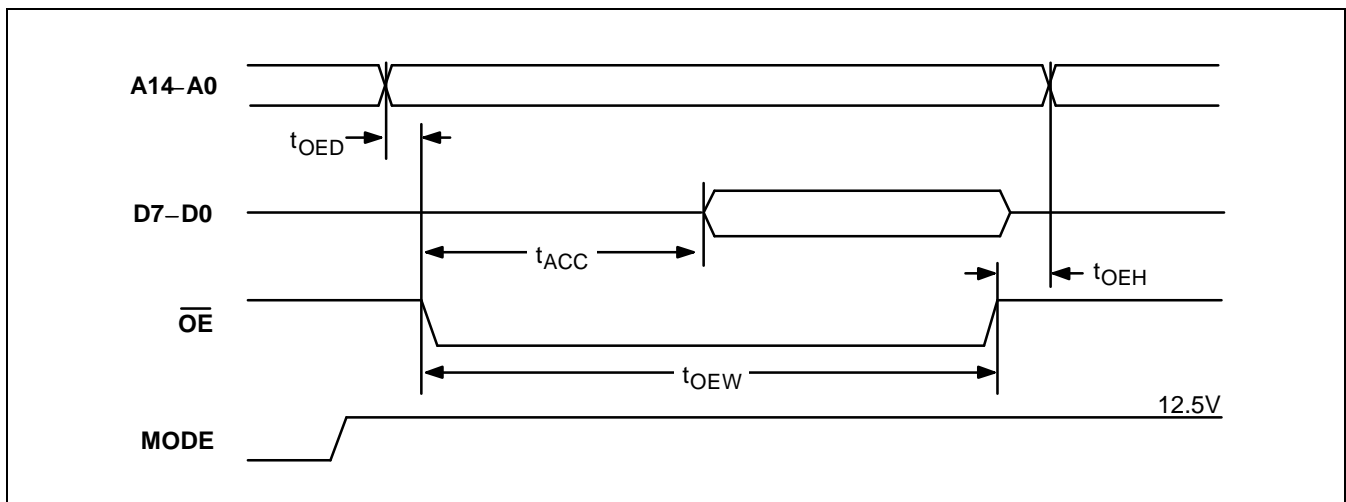 A14–A0
tOED
D7–D0
tACC
tOEH
OE
tOEW
12.5V
MODE